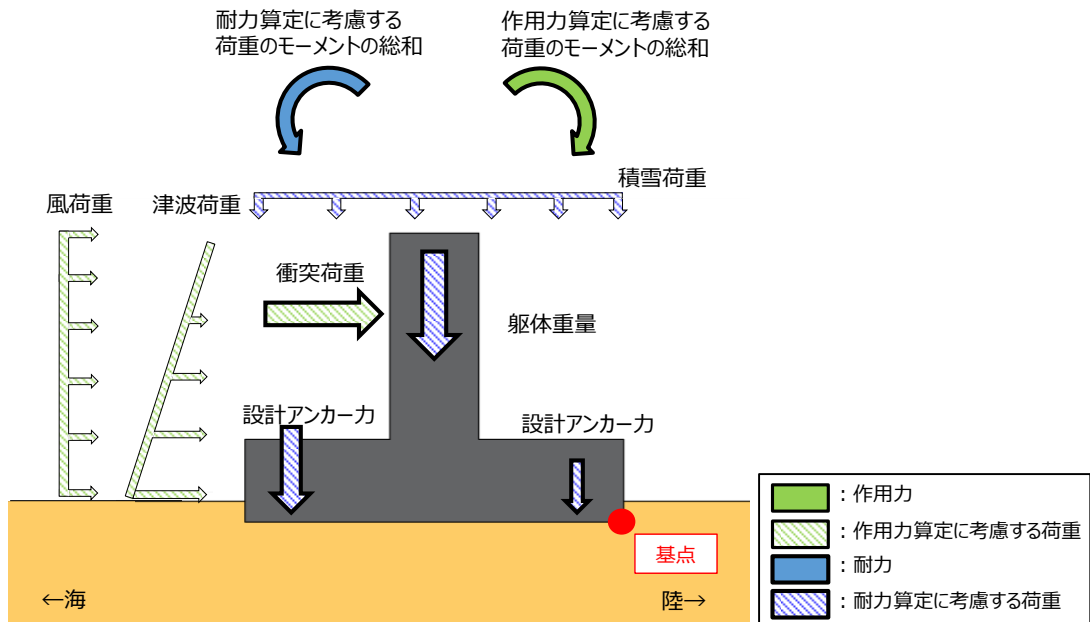 耐力算定に考慮する
荷重のモーメントの総和
作用力算定に考慮する
荷重のモーメントの総和
積雪荷重
風荷重
津波荷重
衝突荷重
躯体重量
設計アンカー力
設計アンカー力
基点
←海
陸→
：作用力
：作用力算定に考慮する荷重
：耐力
：耐力算定に考慮する荷重